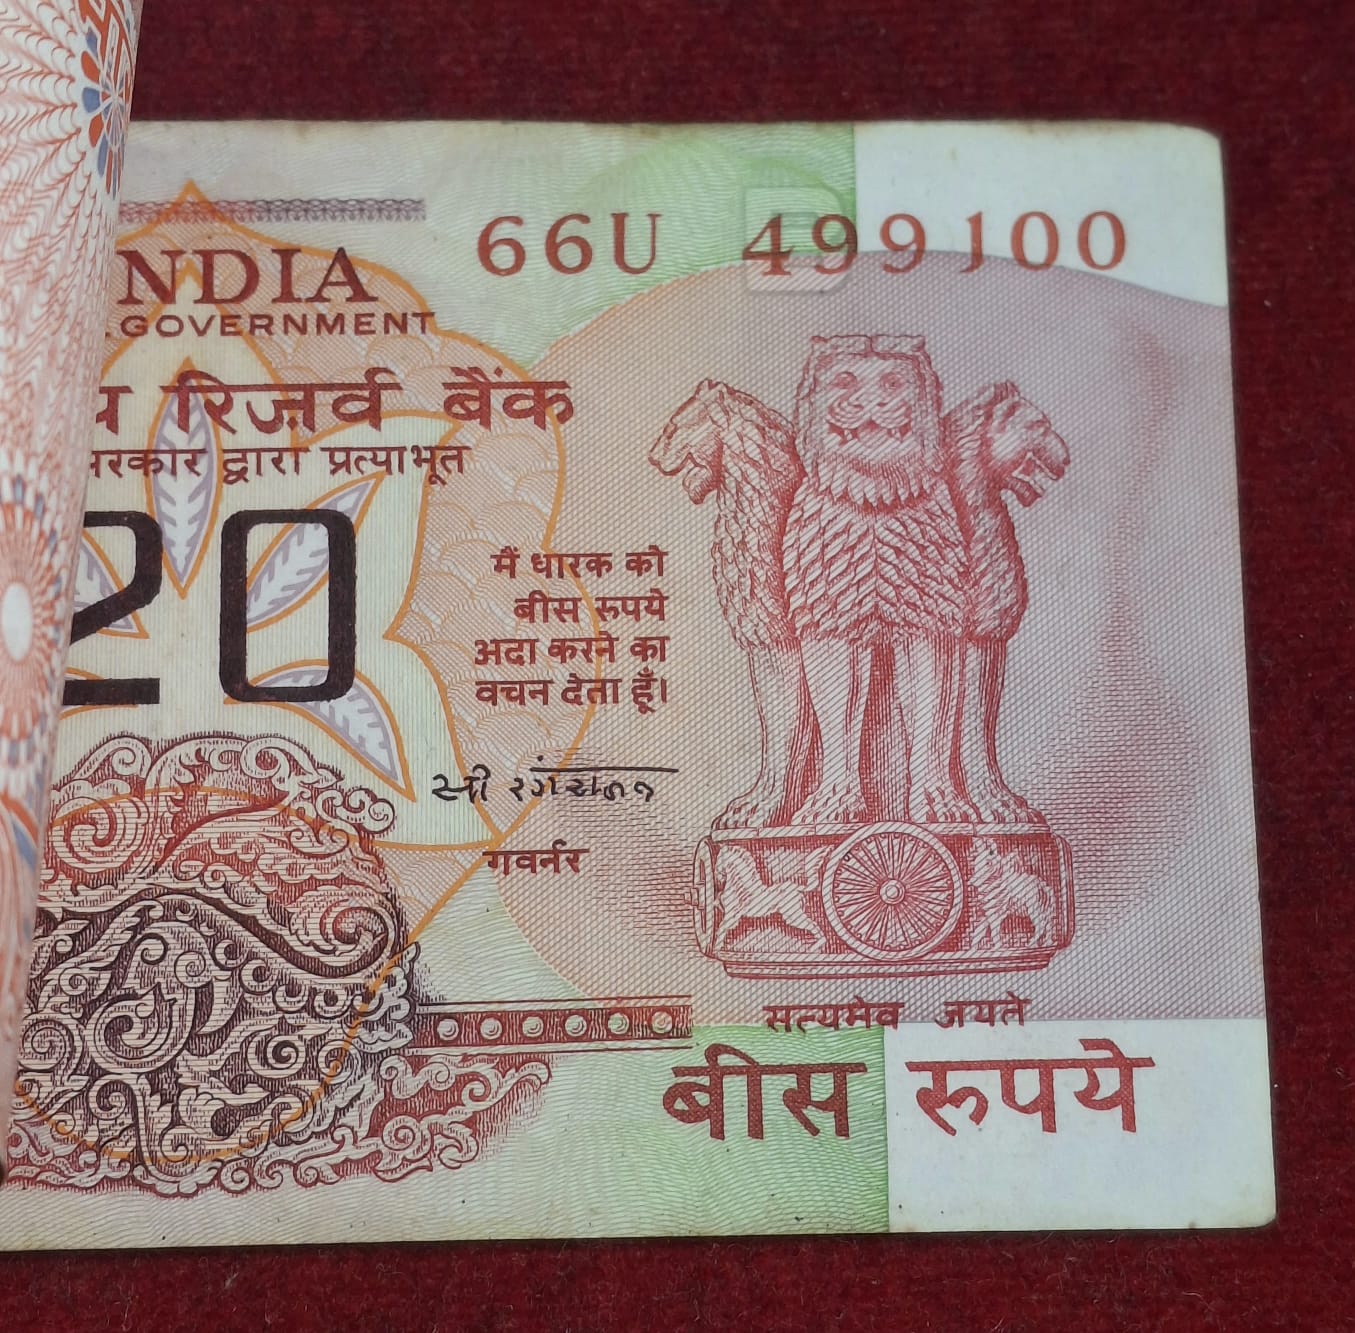 66U 499100
NDIA
GOVERNMENT
रिज़र्व बैंक
सरकार द्वारा प्रत्याभूत
20
मैं धारक को
बीस रुपये
अदा करने का
वचन देता हूँ।
गवर्नर
सत्यमेव जयते
बीस रुपये